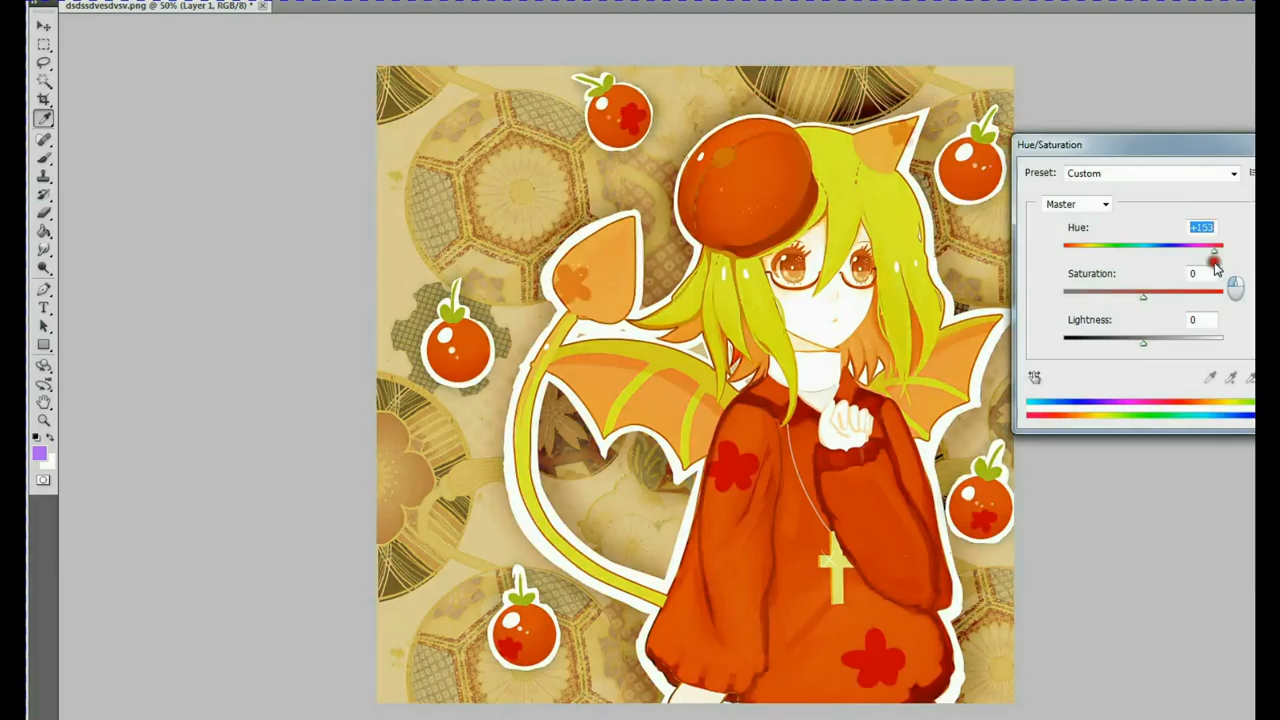 dsdssdvesdvsv.png @ 50% (Layer 1, RGB/8) *
Hue/Saturation
Preset: Custom
Master
Hue: +153
Saturation: 0
Lightness: 0